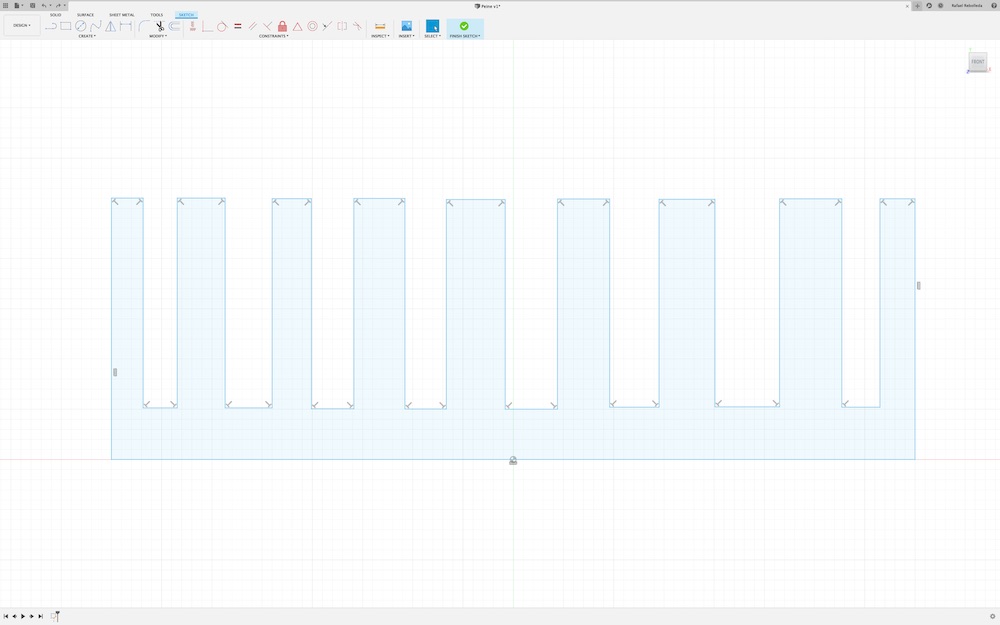 Peine v1*
Rafael Rebolleda
SOLID SURFACE SHEET METAL TOOLS SKETCH
DESIGN
CREATE MODIFY CONSTRAINTS INSPECT INSERT SELECT FINISH SKETCH
FRONT